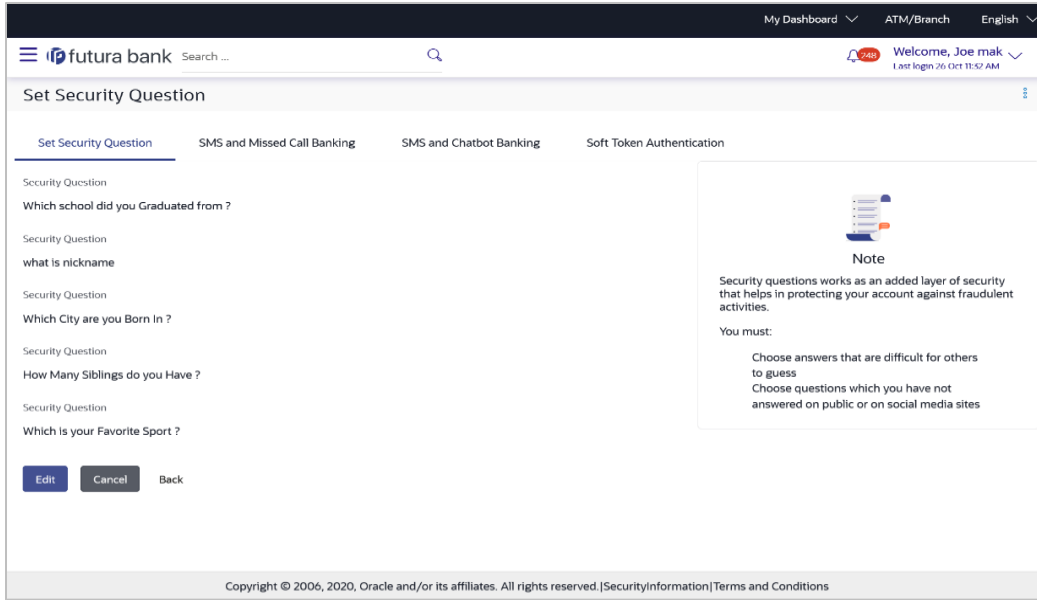 My Dashboard ATM/Branch English
futura bank Search ... 248 Welcome, Joe mak
Last login 26 Oct 11:32 AM
Set Security Question
Set Security Question SMS and Missed Call Banking SMS and Chatbot Banking Soft Token Authentication
Security Question
Which school did you Graduated from ?
Security Question
what is nickname
Security Question
Which City are you Born In ?
Security Question
How Many Siblings do you Have ?
Security Question
Which is your Favorite Sport ?
Edit Cancel Back
Note
Security questions works as an added layer of security
that helps in protecting your account against fraudulent
activities.
You must:
Choose answers that are difficult for others
to guess
Choose questions which you have not
answered on public or on social media sites
Copyright © 2006, 2020, Oracle and/or its affiliates. All rights reserved.|SecurityInformation|Terms and Conditions